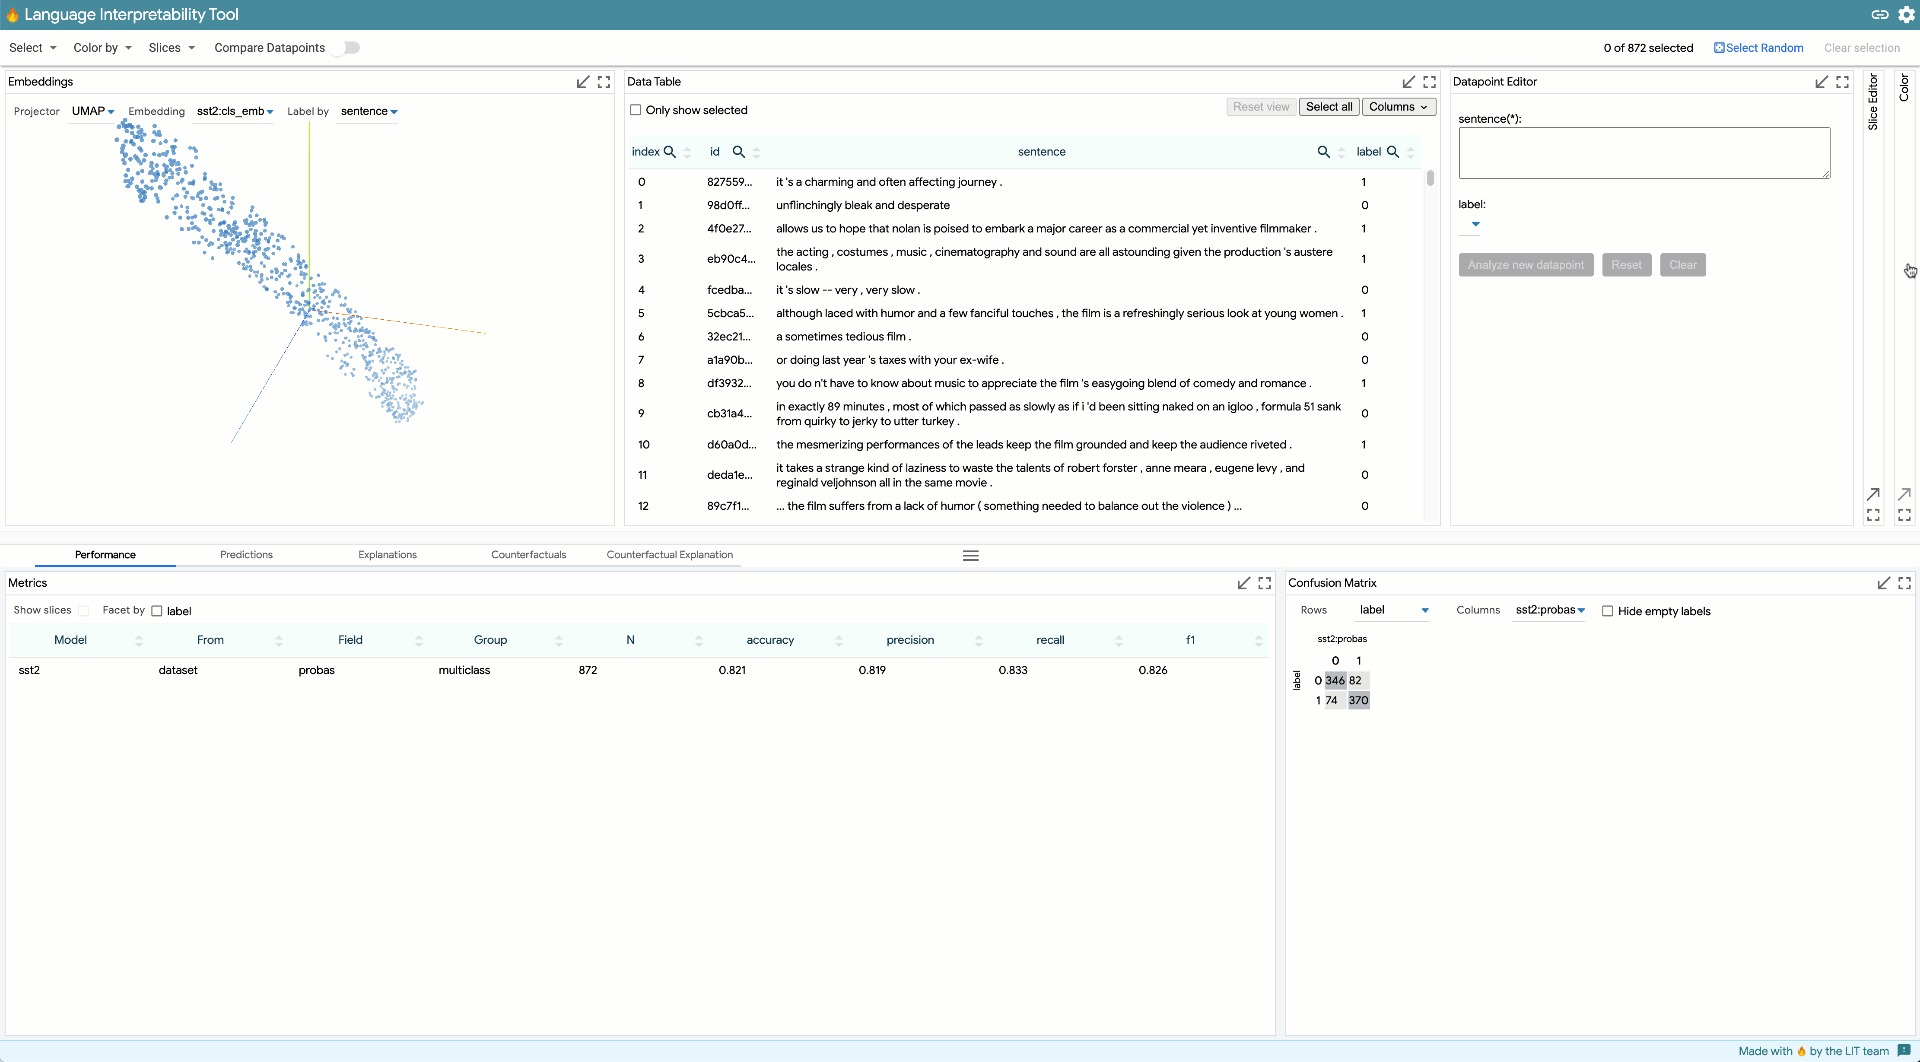 Language Interpretability Tool
Select Color by Slices Compare Datapoints 0 of 872 selected Select Random Clear selection
Embeddings
Projector UMAP Embedding sst2:cls_emb Label by sentence
Data Table
Only show selected Reset view Select all Columns
index id sentence label
0 827559... it 's a charming and often affecting journey . 1
1 98d0ff... unflinchingly bleak and desperate 0
2 4f0e27... allows us to hope that nolan is poised to embark a major career as a commercial yet inventive filmmaker . 1
3 eb90c4... the acting , costumes , music , cinematography and sound are all astounding given the production 's austere
locales . 1
4 fcedba... it 's slow -- very , very slow . 0
5 5cbca5... although laced with humor and a few fanciful touches , the film is a refreshingly serious look at young women . 1
6 32ec21... a sometimes tedious film . 0
7 a1a90b... or doing last year 's taxes with your ex-wife . 0
8 df3932... you do n't have to know about music to appreciate the film 's easygoing blend of comedy and romance . 1
9 cb31a4... in exactly 89 minutes , most of which passed as slowly as if i 'd been sitting naked on an igloo , formula 51 sank
from quirky to jerky to utter turkey . 0
10 d60a0d... the mesmerizing performances of the leads keep the film grounded and keep the audience riveted . 1
11 deda1e... it takes a strange kind of laziness to waste the talents of robert forster , anne meara , eugene levy , and
reginald veljohnson all in the same movie . 0
12 89c7f1... ... the film suffers from a lack of humor ( something needed to balance out the violence ) ... 0
Datapoint Editor
sentence(*):
label:
Analyze new datapoint Reset Clear
Slice Editor
Color
Performance Predictions Explanations Counterfactuals Counterfactual Explanation
Metrics
Show slices Facet by label
Model From Field Group N accuracy precision recall f1
sst2 dataset probas multiclass 872 0.821 0.819 0.833 0.826
Confusion Matrix
Rows label Columns sst2:probas Hide empty labels
sst2:probas
0 1
label
0 346 82
1 74 370
Made with by the LIT team